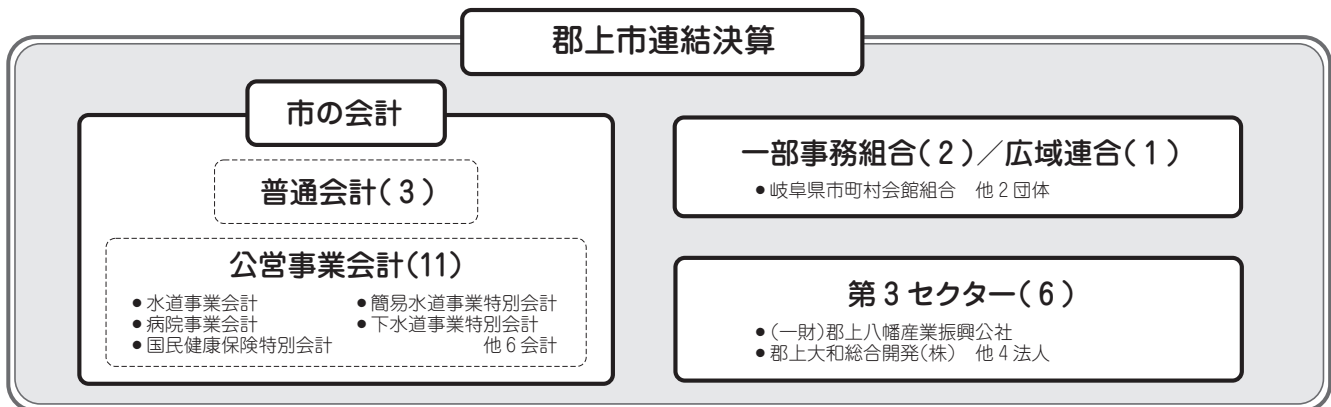 郡上市連結決算
市の会計
普通会計(3)
公営事業会計(11)
●水道事業会計
●病院事業会計
●国民健康保険特別会計
●簡易水道事業特別会計
●下水道事業特別会計
他6会計
一部事務組合(2)／広域連合(1)
●岐阜県市町村会館組合　他2団体
第3セクター(6)
●(一財)郡上八幡産業振興公社
●郡上大和総合開発(株)　他4法人